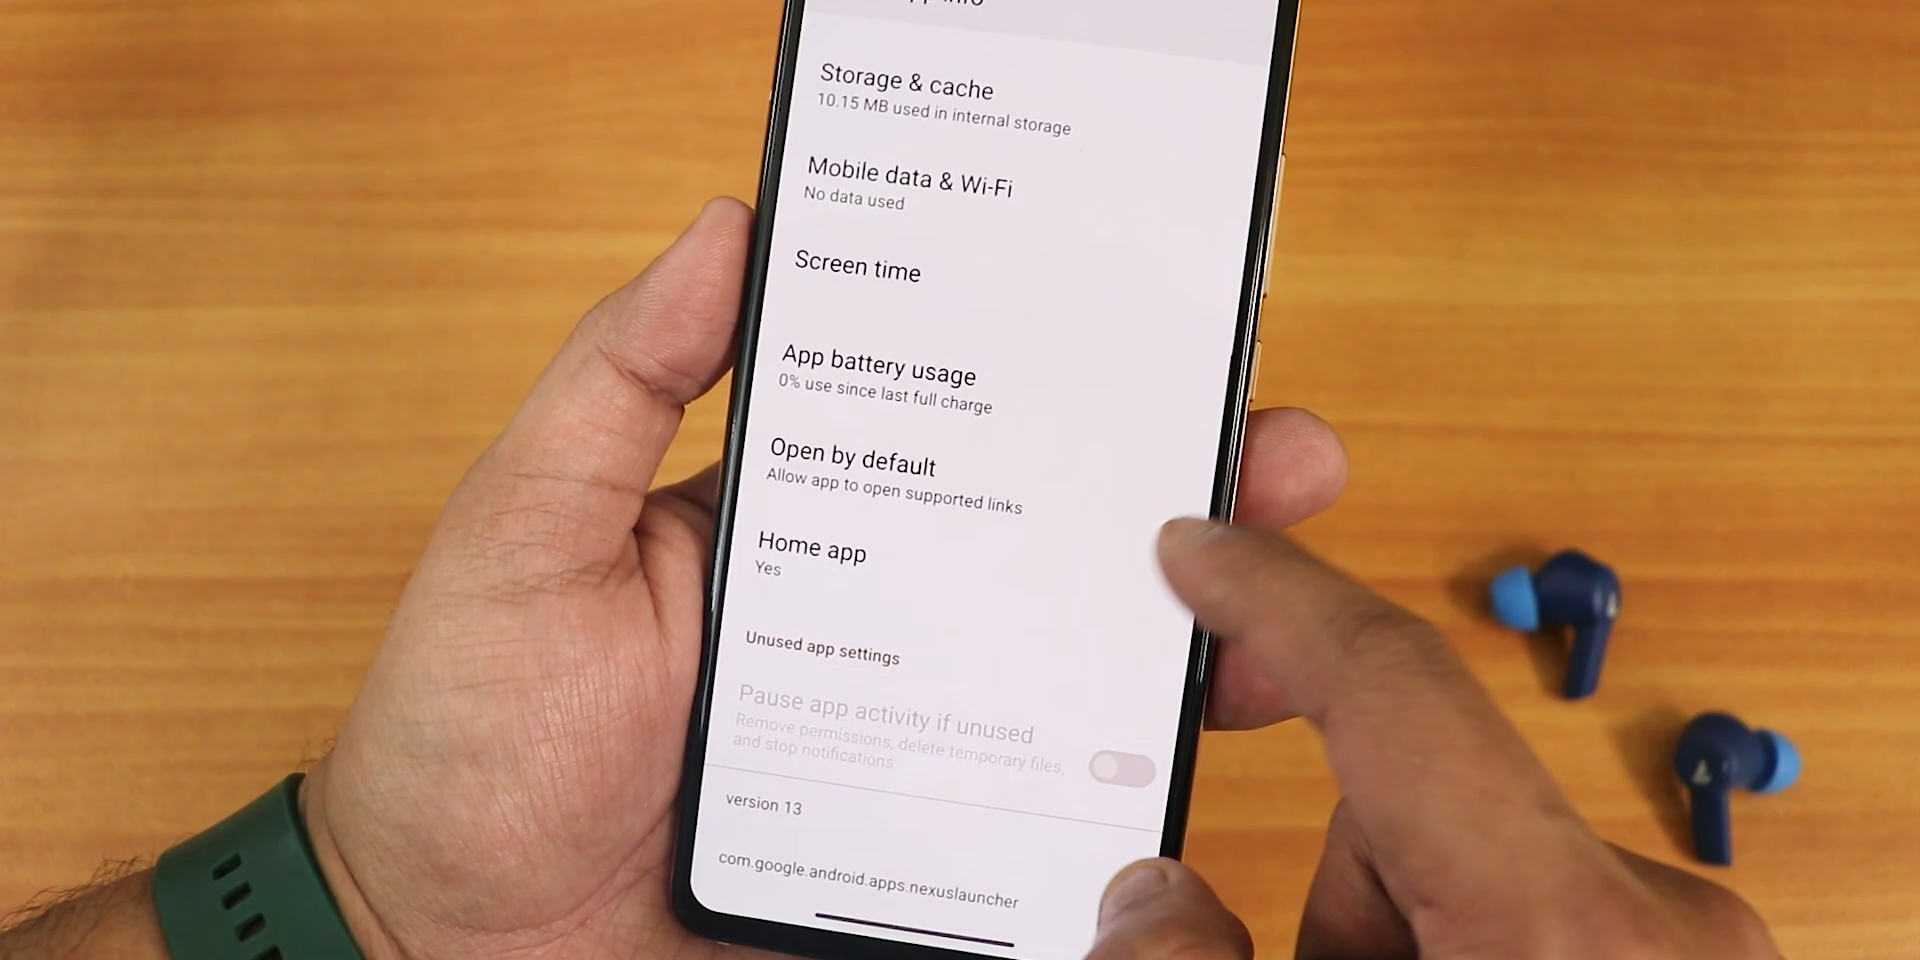 Storage & cache
10.15 MB used in internal storage
Mobile data & Wi-Fi
No data used
Screen time
App battery usage
0% use since last full charge
Open by default
Allow app to open supported links
Home app
Yes
Unused app settings
Pause app activity if unused
Remove permissions, delete temporary files,
and stop notifications
version 13
com.google.android.apps.nexuslauncher